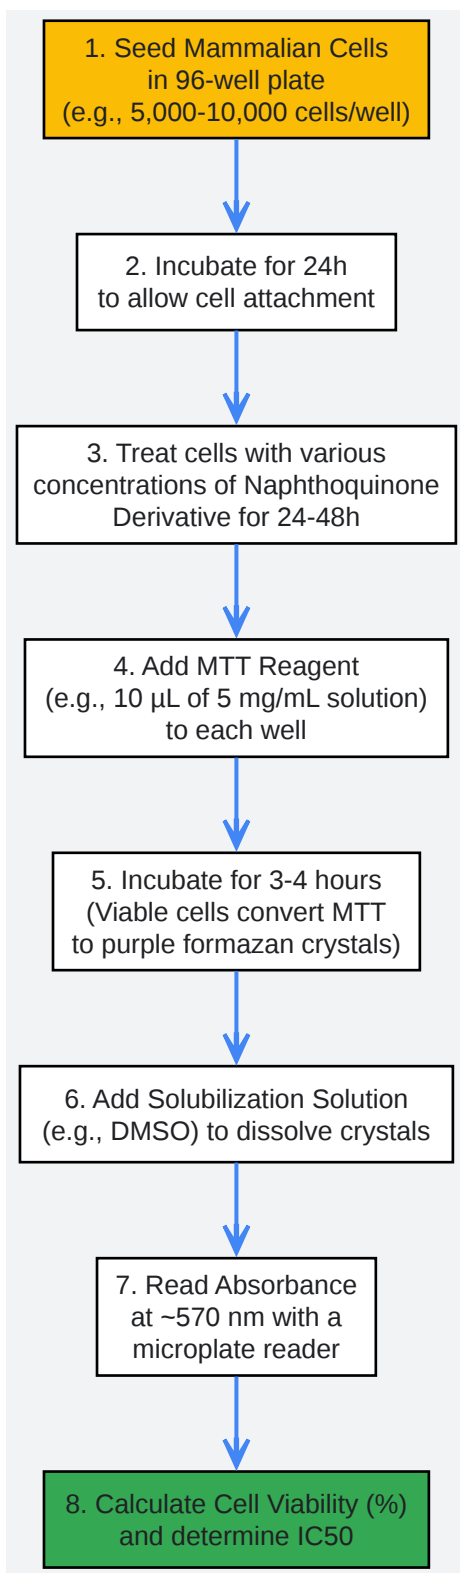 1. Seed Mammalian Cells
in 96-well plate
(e.g., 5,000-10,000 cells/well)
2. Incubate for 24h
to allow cell attachment
3. Treat cells with various
concentrations of Naphthoquinone
Derivative for 24-48h
4. Add MTT Reagent
(e.g., 10 µL of 5 mg/mL solution)
to each well
5. Incubate for 3-4 hours
(Viable cells convert MTT
to purple formazan crystals)
6. Add Solubilization Solution
(e.g., DMSO) to dissolve crystals
7. Read Absorbance
at ~570 nm with a
microplate reader
8. Calculate Cell Viability (%)
and determine IC50